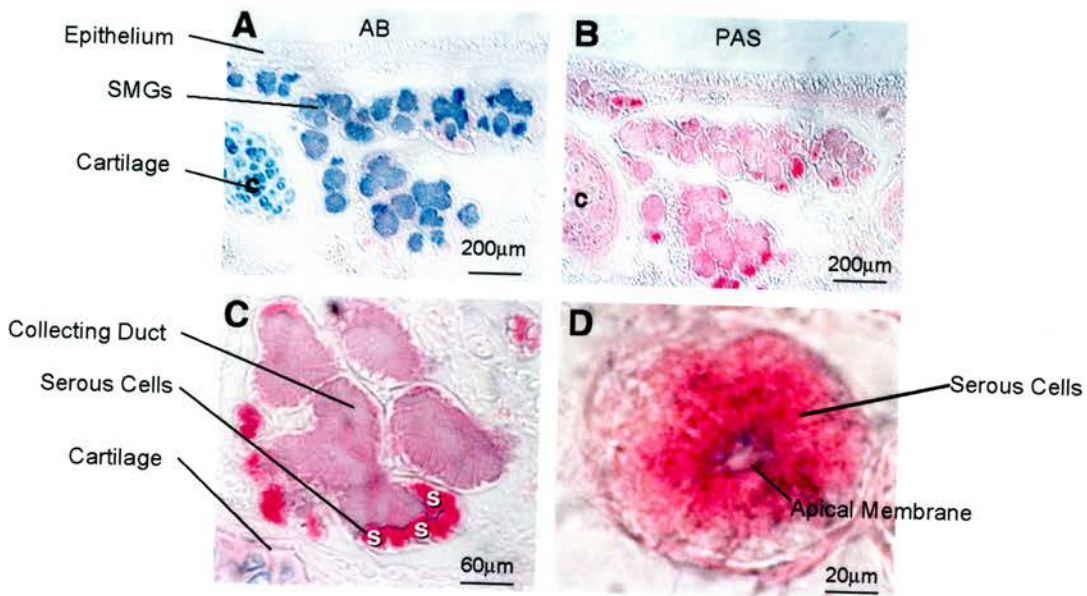 A
AB
B
PAS
Epithelium
SMGs
Cartilage
c
c
200µm
200µm
C
D
Collecting Duct
Serous Cells
Serous Cells
Cartilage
Apical Membrane
S
S
S
60µm
20µm